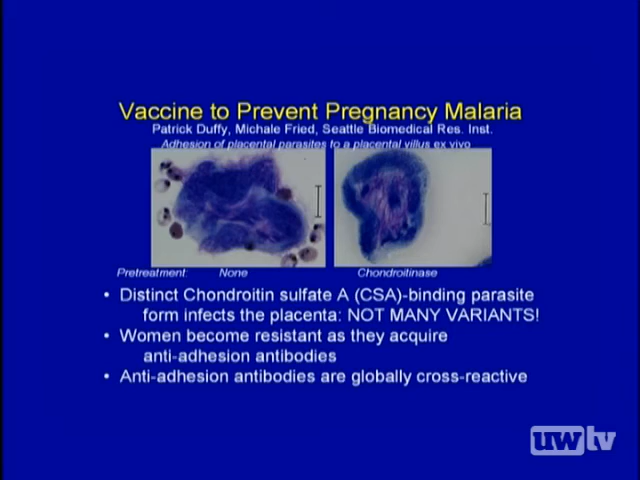 Vaccine to Prevent Pregnancy Malaria
Patrick Duffy, Michale Fried, Seattle Biomedical Res. Inst.
Adhesion of placental parasites to a placental villus ex vivo
Pretreatment: None Chondroitinase
• Distinct Chondroitin sulfate A (CSA)-binding parasite
form infects the placenta: NOT MANY VARIANTS!
• Women become resistant as they acquire
anti-adhesion antibodies
• Anti-adhesion antibodies are globally cross-reactive
uwtv